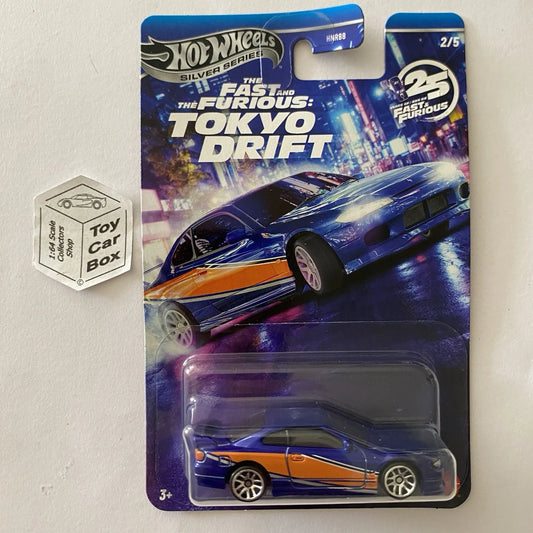 HOT WHEELS
SILVER SERIES
HNR88
2/5
THE
FAST AND
THE FURIOUS:
TOKYO
DRIFT
25
FAST &
FURIOUS
1:64 Scale
Collectors
Shop
Toy
Car
Box
©
3+